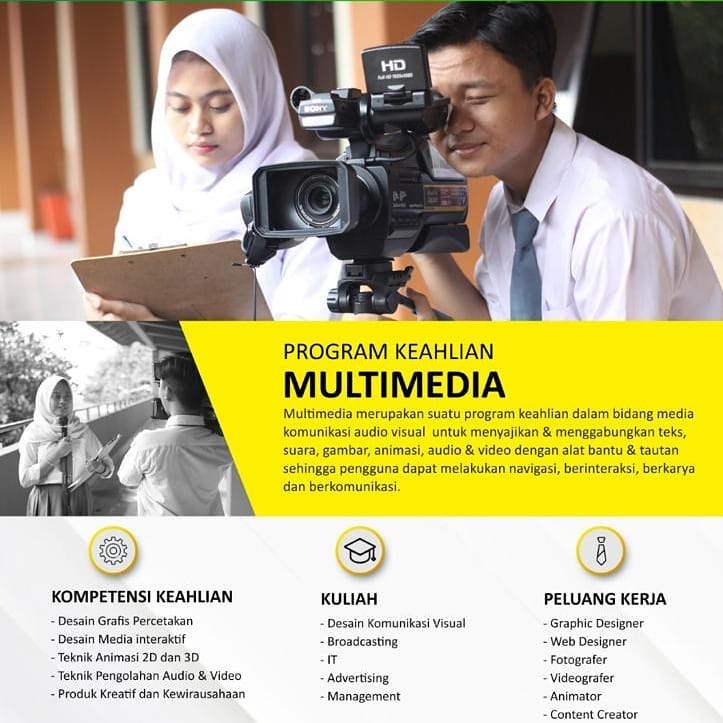 HD
Full HD 1920x1080
SONY
PROGRAM KEAHLIAN
MULTIMEDIA
Multimedia merupakan suatu program keahlian dalam bidang media
komunikasi audio visual untuk menyajikan & menggabungkan teks,
suara, gambar, animasi, audio & video dengan alat bantu & tautan
sehingga pengguna dapat melakukan navigasi, berinteraksi, berkarya
dan berkomunikasi.
KOMPETENSI KEAHLIAN
- Desain Grafis Percetakan
- Desain Media interaktif
- Teknik Animasi 2D dan 3D
- Teknik Pengolahan Audio & Video
- Produk Kreatif dan Kewirausahaan
KULIAH
- Desain Komunikasi Visual
- Broadcasting
- IT
- Advertising
- Management
PELUANG KERJA
- Graphic Designer
- Web Designer
- Fotografer
- Videografer
- Animator
- Content Creator